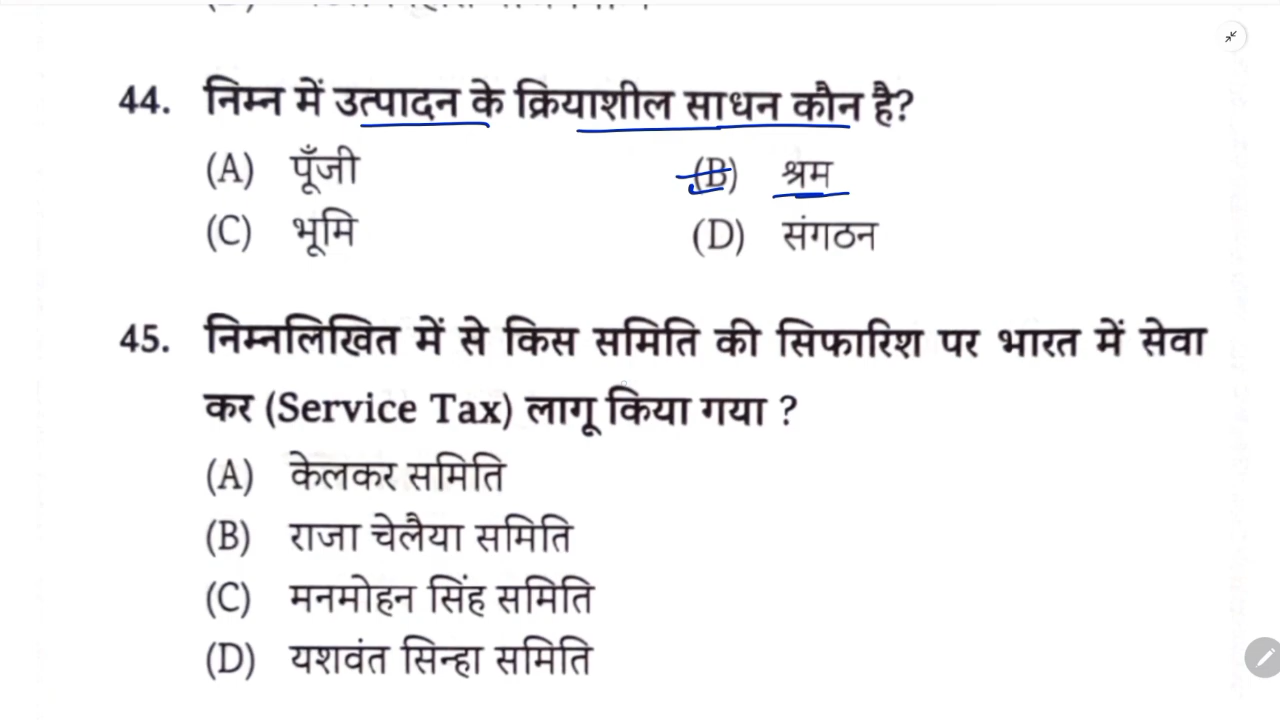 44. निम्न में उत्पादन के क्रियाशील साधन कौन है?
(A) पूँजी (B) श्रम
(C) भूमि (D) संगठन
45. निम्नलिखित में से किस समिति की सिफारिश पर भारत में सेवा
कर (Service Tax) लागू किया गया ?
(A) केलकर समिति
(B) राजा चेलैया समिति
(C) मनमोहन सिंह समिति
(D) यशवंत सिन्हा समिति